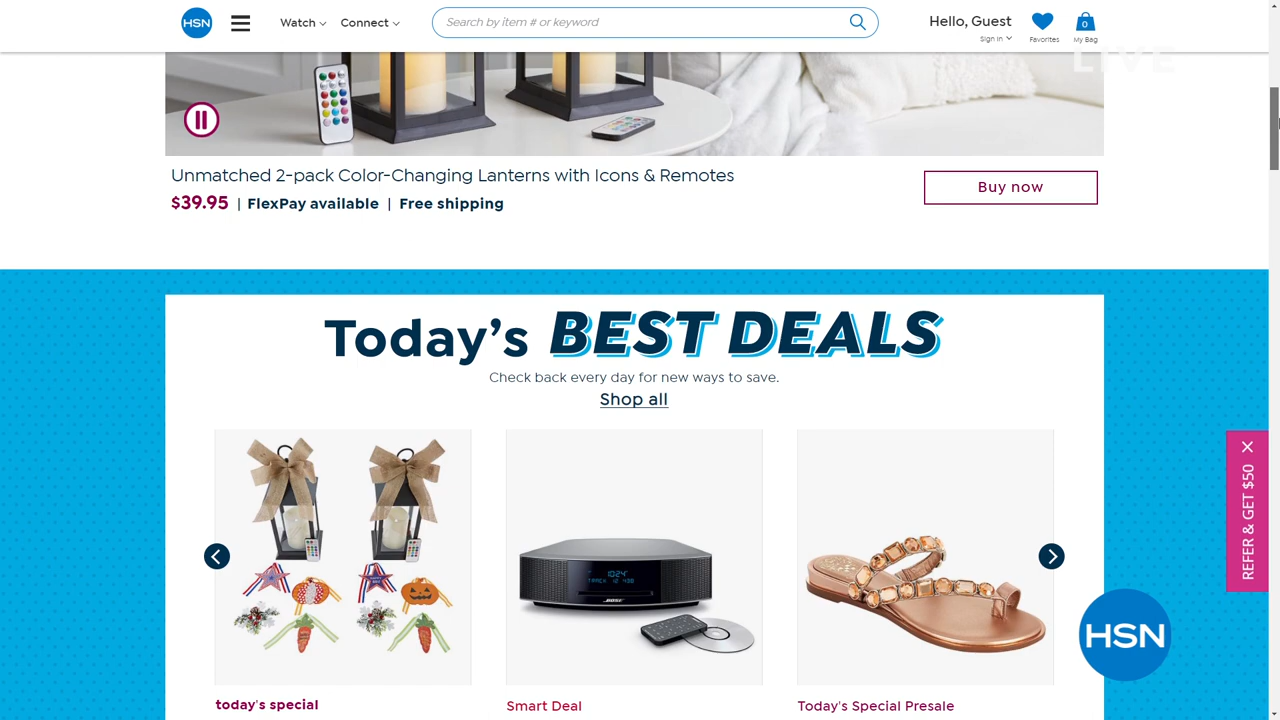 HSN
Watch
Connect
Search by item # or keyword
Hello, Guest
Sign In
0
Favorites
My Bag
LIVE
Unmatched 2-pack Color-Changing Lanterns with Icons & Remotes
$39.95 | FlexPay available | Free shipping
Buy now
Today's BEST DEALS
Check back every day for new ways to save.
Shop all
REFER & GET $50
BOSE
HSN
today's special
Smart Deal
Today's Special Presale